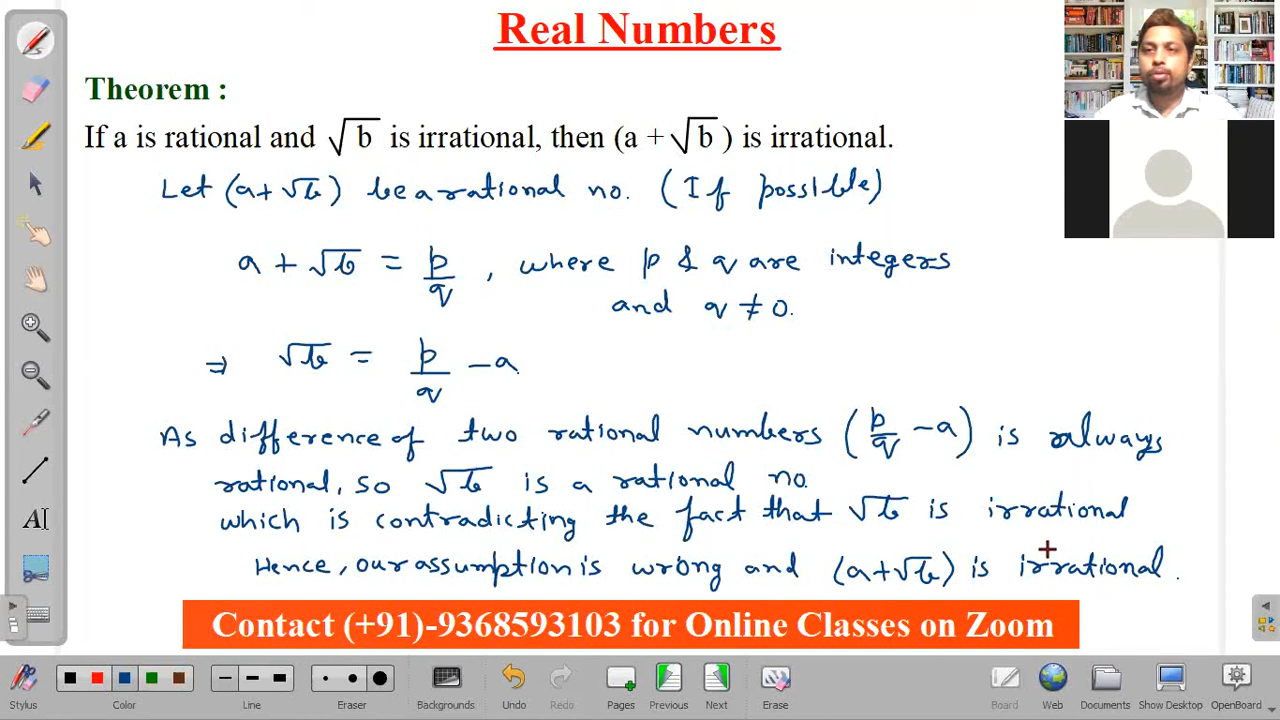 Real Numbers
Theorem :
If a is rational and √b is irrational, then (a + √b ) is irrational.
Let (a+√b) be a rational no. (If possible)
a + √b = p/q , where p & q are integers
and q ≠ 0.
⇒ √b = p/q - a
As difference of two rational numbers (p/q - a) is always
rational, so √b is a rational no.
which is contradicting the fact that √b is irrational
Hence, our assumption is wrong and (a+√b) is irrational.
Contact (+91)-9368593103 for Online Classes on Zoom
Stylus Color Line Eraser Backgrounds Undo Redo Pages Previous Next Erase Board Web Documents Show Desktop OpenBoard